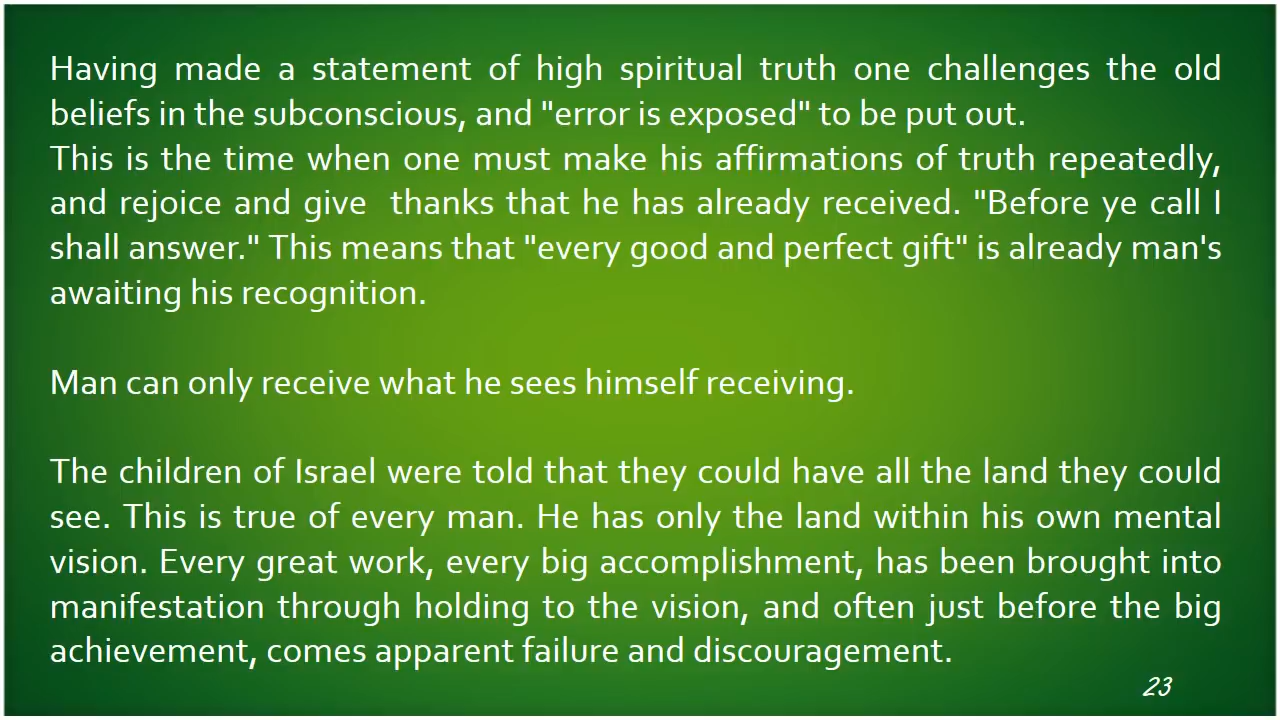 Having made a statement of high spiritual truth one challenges the old
beliefs in the subconscious, and "error is exposed" to be put out.
This is the time when one must make his affirmations of truth repeatedly,
and rejoice and give  thanks that he has already received. "Before ye call I
shall answer." This means that "every good and perfect gift" is already man's
awaiting his recognition.
Man can only receive what he sees himself receiving.
The children of Israel were told that they could have all the land they could
see. This is true of every man. He has only the land within his own mental
vision. Every great work, every big accomplishment, has been brought into
manifestation through holding to the vision, and often just before the big
achievement, comes apparent failure and discouragement.
23